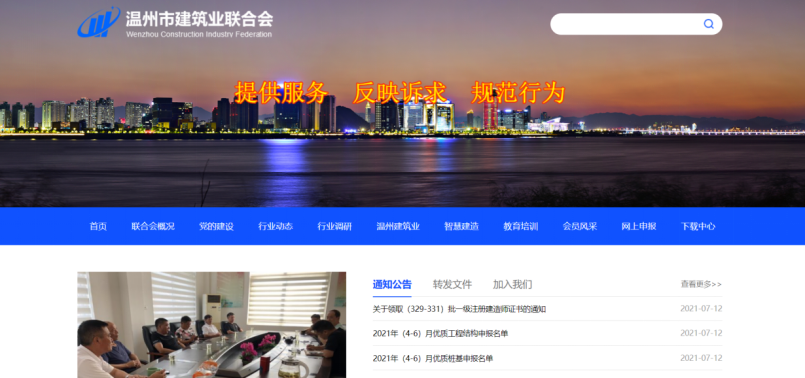 温州市建筑业联合会
Wenzhou Construction Industry Federation
提供服务 反映诉求 规范行为
首页 联合会概况 党的建设 行业动态 行业调研 温州建筑业 智慧建造 教育培训 会员风采 网上申报 下载中心
通知公告 转发文件 加入我们 查看更多>>
关于领取（329-331）批一级注册建造师证书的通知 2021-07-12
2021年（4-6）月优质工程结构申报名单 2021-07-12
2021年（4-6）月优质桩基申报名单 2021-07-12